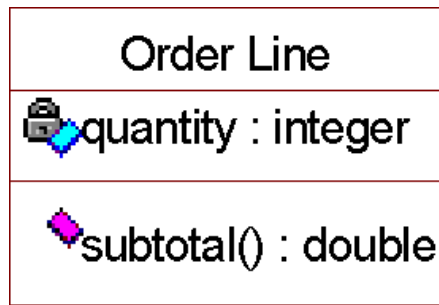 Order Line
quantity : integer
subtotal() : double